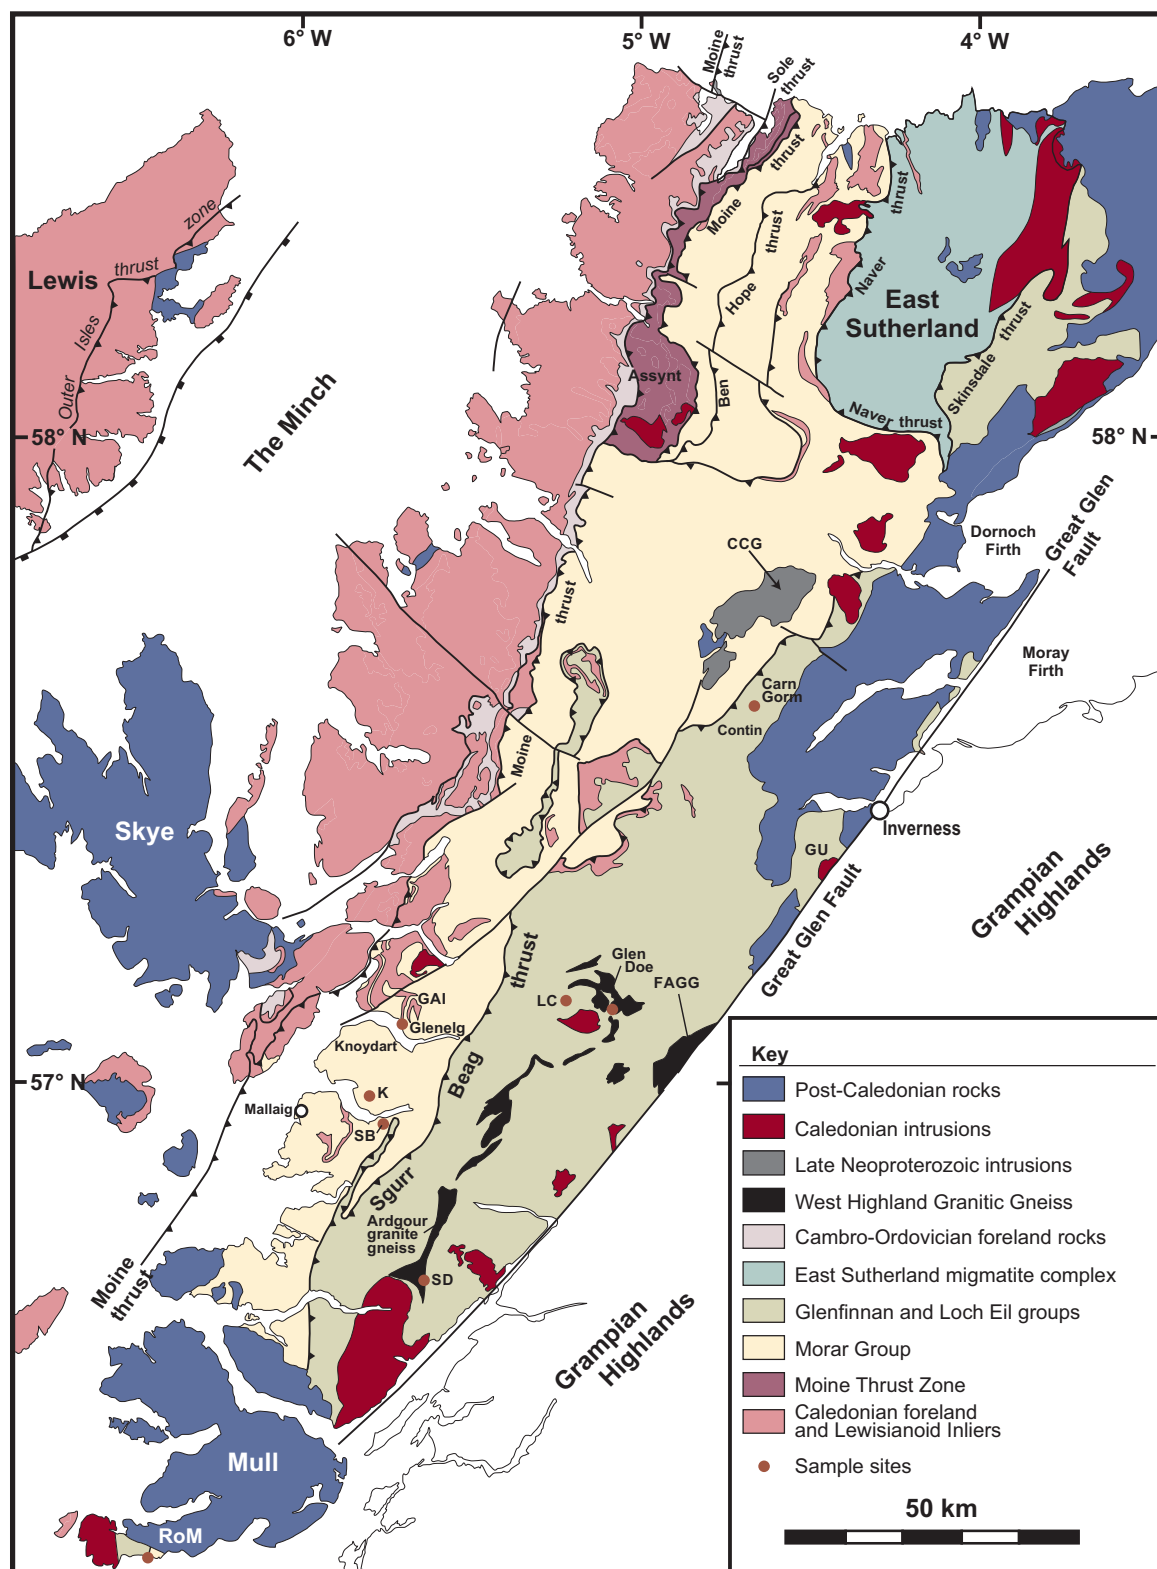 6° W
5° W
4° W
Moine
thrust
Sole
thrust
Moine
thrust
thrust
Hope
Ben
thrust
Naver
Naver thrust
East
Sutherland
Skinsdale
thrust
Lewis
Outer
Isles
thrust
zone
The Minch
Assynt
58° N
58° N
CCG
Dornoch
Firth
Great Glen
Fault
Moray
Firth
thrust
Moine
Carn
Gorm
Contin
Skye
Inverness
GU
Great Glen Fault
Grampian
Highlands
thrust
Beag
Sgurr
Glen
Doe
LC
FAGG
GAI
Glenelg
Knoydart
57° N
K
Mallaig
SB
Ardgour
granite
gneiss
SD
Moine
thrust
Grampian
Highlands
Mull
RoM
Key
Post-Caledonian rocks
Caledonian intrusions
Late Neoproterozoic intrusions
West Highland Granitic Gneiss
Cambro-Ordovician foreland rocks
East Sutherland migmatite complex
Glenfinnan and Loch Eil groups
Morar Group
Moine Thrust Zone
Caledonian foreland
and Lewisianoid Inliers
Sample sites
50 km